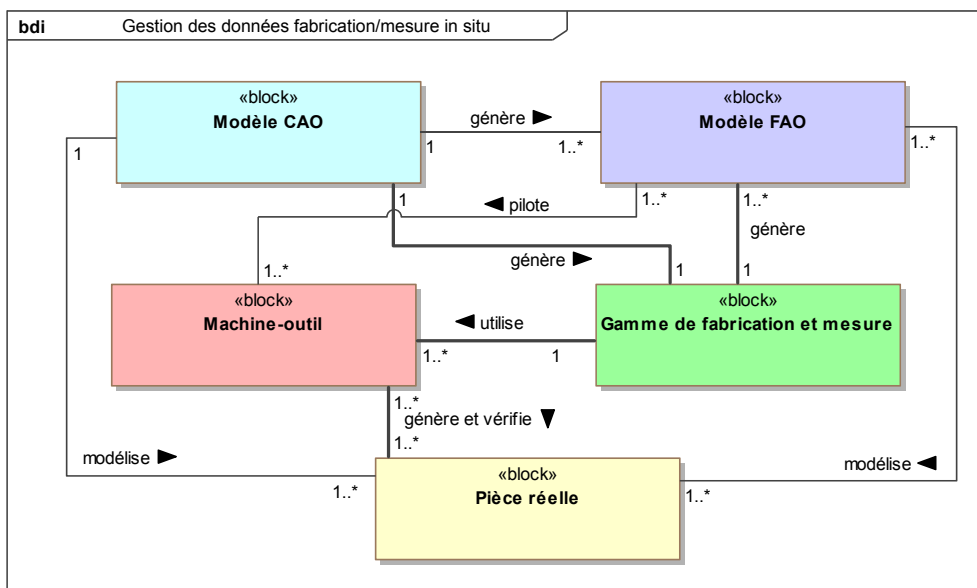 bdi Gestion des données fabrication/mesure in situ
«block»
Modèle CAO
«block»
Modèle FAO
génère
1
1..*
1
1..*
1
1..*
pilote
génère
génère
1..*
1
1
«block»
Machine-outil
«block»
Gamme de fabrication et mesure
utilise
1..*
1
1..*
génère et vérifie
1..*
modélise
modélise
1..*
1..*
«block»
Pièce réelle
1..*